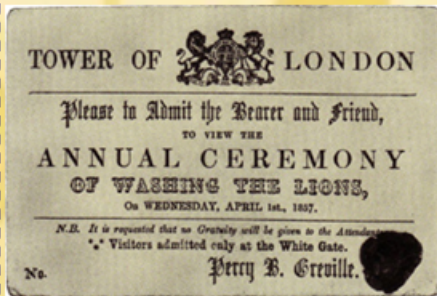 TOWER OF LONDON
Please to Admit the Bearer and Friend,
TO VIEW THE
ANNUAL CEREMONY
OF WASHING THE LIONS,
On WEDNESDAY, APRIL 1st., 1857.
N.B. It is requested that no Gratuity will be given to the
⁂ Visitors admitted only at the White Gate.
No.
Percy B. Greville.